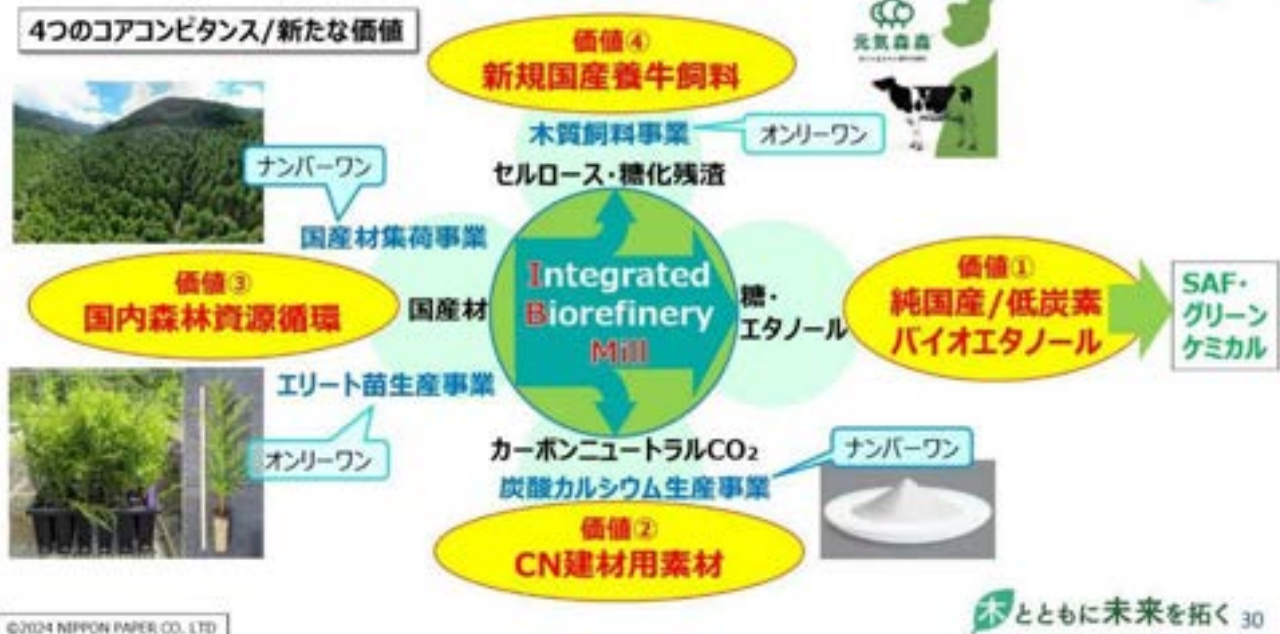 4つのコアコンピタンス/新たな価値
価値④
新規国産養牛飼料
元気森森
木質飼料事業
オンリーワン
セルロース・糖化残渣
ナンバーワン
国産材集荷事業
価値③
国内森林資源循環
国産材
Integrated
Biorefinery
Mill
糖・
エタノール
価値①
純国産/低炭素
バイオエタノール
SAF・
グリーン
ケミカル
エリート苗生産事業
オンリーワン
カーボンニュートラルCO₂
ナンバーワン
炭酸カルシウム生産事業
価値②
CN建材用素材
木とともに未来を拓く 30
©2024 NIPPON PAPER CO., LTD